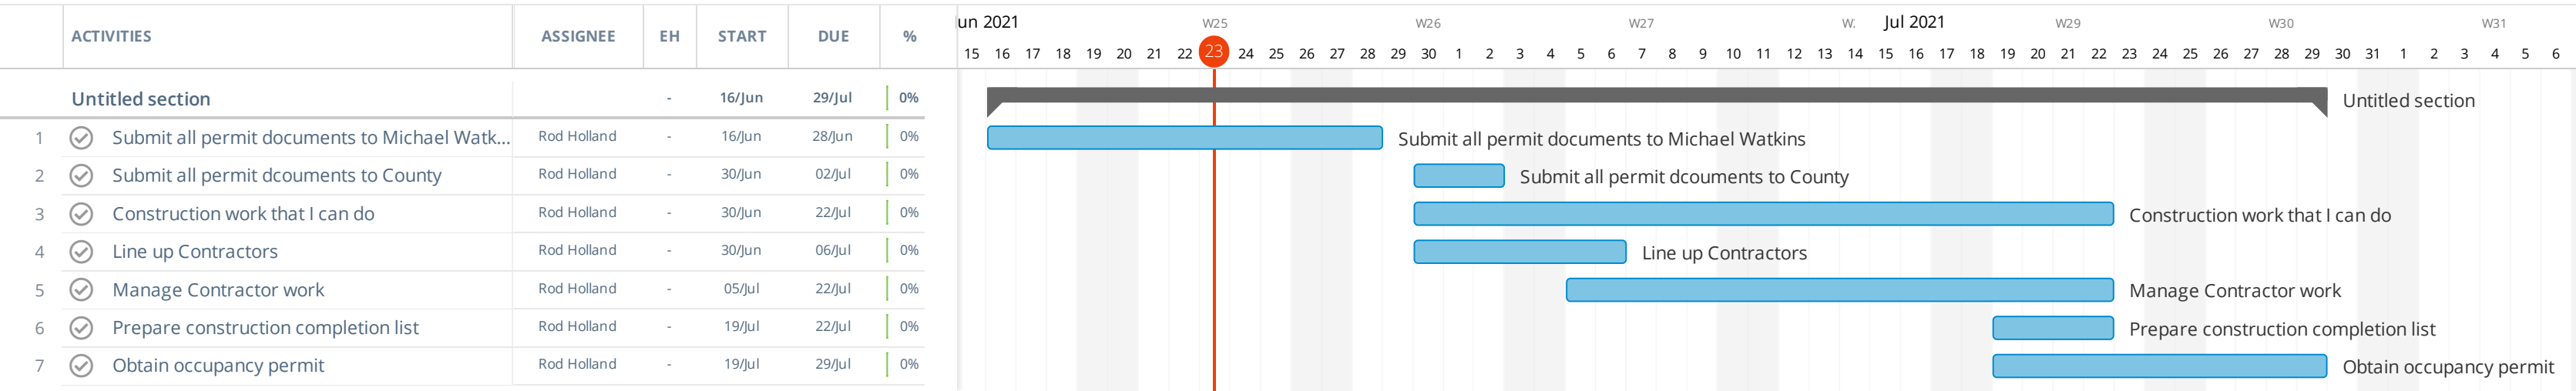 un 2021 W25 W26 W27 W. Jul 2021 W29 W30 W31
ACTIVITIES ASSIGNEE EH START DUE %
15 16 17 18 19 20 21 22 23 24 25 26 27 28 29 30 1 2 3 4 5 6 7 8 9 10 11 12 13 14 15 16 17 18 19 20 21 22 23 24 25 26 27 28 29 30 31 1 2 3 4 5 6
Untitled section - 16/Jun 29/Jul 0% Untitled section
1 Submit all permit documents to Michael Watk... Rod Holland - 16/Jun 28/Jun 0% Submit all permit documents to Michael Watkins
2 Submit all permit dcouments to County Rod Holland - 30/Jun 02/Jul 0% Submit all permit dcouments to County
3 Construction work that I can do Rod Holland - 30/Jun 22/Jul 0% Construction work that I can do
4 Line up Contractors Rod Holland - 30/Jun 06/Jul 0% Line up Contractors
5 Manage Contractor work Rod Holland - 05/Jul 22/Jul 0% Manage Contractor work
6 Prepare construction completion list Rod Holland - 19/Jul 22/Jul 0% Prepare construction completion list
7 Obtain occupancy permit Rod Holland - 19/Jul 29/Jul 0% Obtain occupancy permit